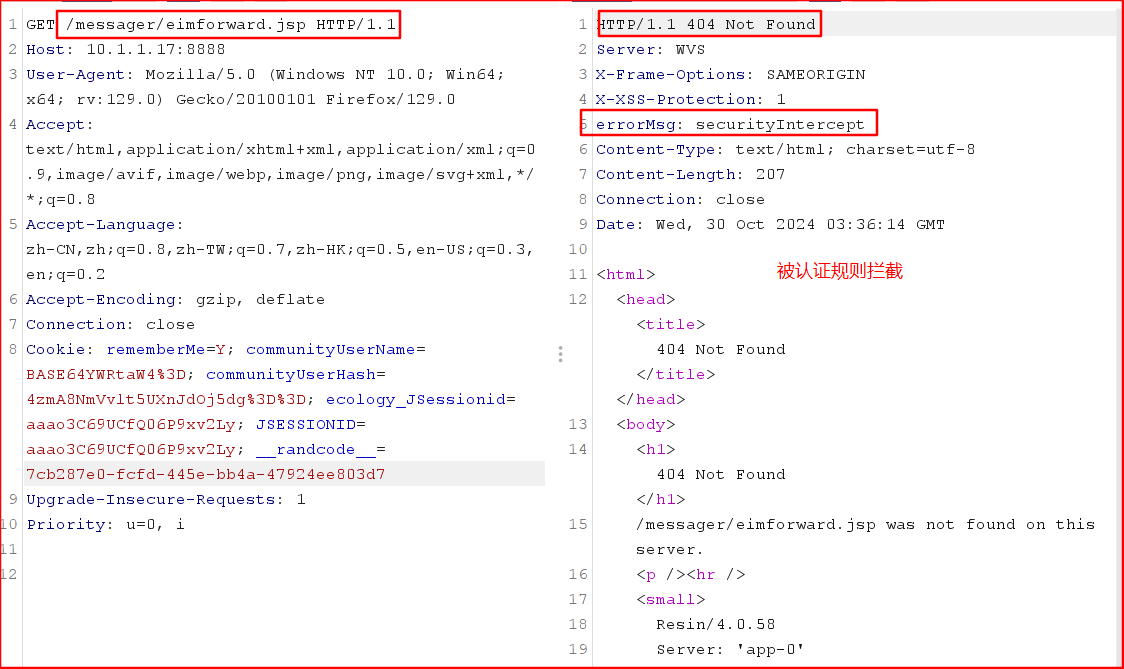 1 GET /messager/eimforward.jsp HTTP/1.1
2 Host: 10.1.1.17:8888
3 User-Agent: Mozilla/5.0 (Windows NT 10.0; Win64;
x64; rv:129.0) Gecko/20100101 Firefox/129.0
4 Accept:
text/html,application/xhtml+xml,application/xml;q=0
.9,image/avif,image/webp,image/png,image/svg+xml,*/
*;q=0.8
5 Accept-Language:
zh-CN,zh;q=0.8,zh-TW;q=0.7,zh-HK;q=0.5,en-US;q=0.3,
en;q=0.2
6 Accept-Encoding: gzip, deflate
7 Connection: close
8 Cookie: rememberMe=Y; communityUserName=
BASE64YWRtaW4%3D; communityUserHash=
4zmA8NmVvlt5UXnJdOj5dg%3D%3D; ecology_JSessionid=
aaao3C69UCfQ06P9xv2Ly; JSESSIONID=
aaao3C69UCfQ06P9xv2Ly; __randcode__=
7cb287e0-fcfd-445e-bb4a-47924ee803d7
9 Upgrade-Insecure-Requests: 1
10 Priority: u=0, i
11
12
1 HTTP/1.1 404 Not Found
2 Server: WVS
3 X-Frame-Options: SAMEORIGIN
4 X-XSS-Protection: 1
5 errorMsg: securityIntercept
6 Content-Type: text/html; charset=utf-8
7 Content-Length: 207
8 Connection: close
9 Date: Wed, 30 Oct 2024 03:36:14 GMT
10
11 <html>
被认证规则拦截
12 <head>
<title>
404 Not Found
</title>
</head>
13 <body>
14 <h1>
404 Not Found
</h1>
15 /messager/eimforward.jsp was not found on this
server.
16 <p /><hr />
17 <small>
18 Resin/4.0.58
19 Server: 'app-0'